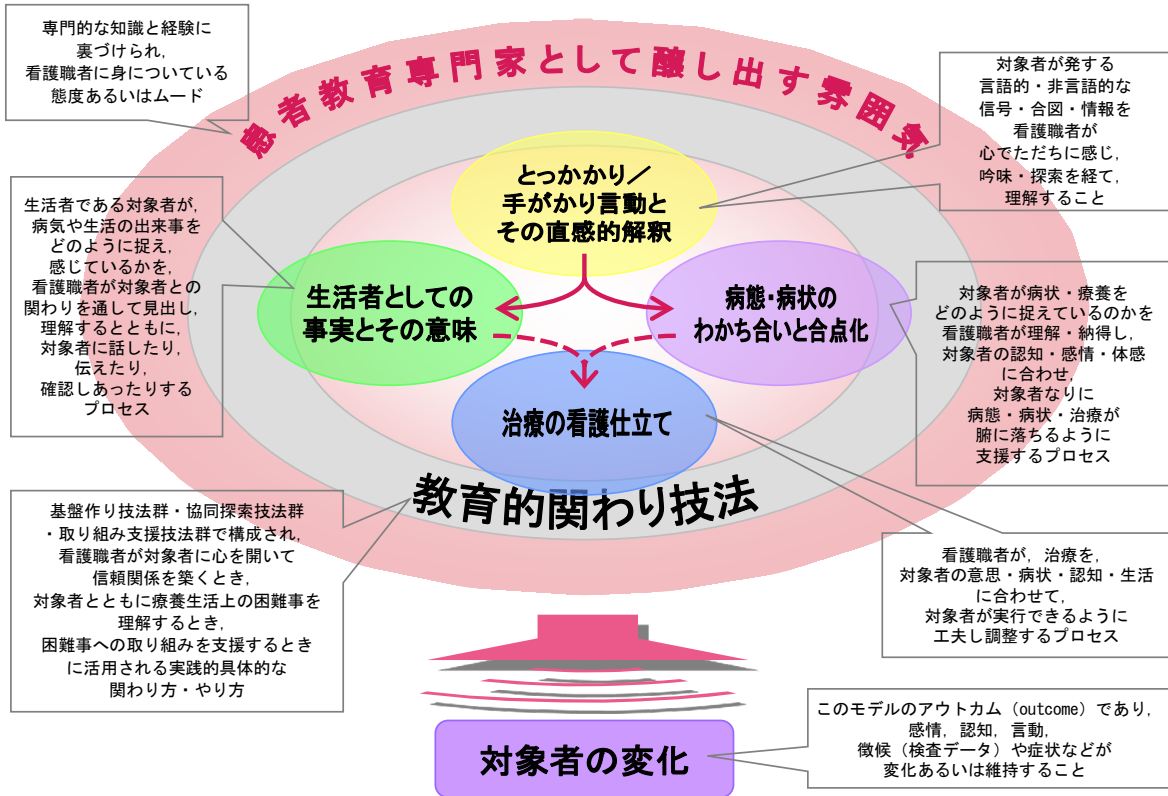 専門的な知識と経験に
裏づけられ,
看護職者に身についている
態度あるいはムード
患者教育専門家として醸し出す雰囲気
対象者が発する
言語的・非言語的な
信号・合図・情報を
看護職者が
心でただちに感じ,
吟味・探索を経て,
理解すること
とっかかり／
手がかり言動と
その直感的解釈
生活者である対象者が,
病気や生活の出来事を
どのように捉え,
感じているかを,
看護職者が対象者との
関わりを通して見出し,
理解するとともに,
対象者に話したり,
伝えたり,
確認しあったりする
プロセス
生活者としての
事実とその意味
病態・病状の
わかち合いと合点化
対象者が病状・療養を
どのように捉えているのかを
看護職者が理解・納得し,
対象者の認知・感情・体感
に合わせ,
対象者なりに
病態・病状・治療が
腑に落ちるように
支援するプロセス
治療の看護仕立て
教育的関わり技法
基盤作り技法群・協同探索技法群
・取り組み支援技法群で構成され,
看護職者が対象者に心を開いて
信頼関係を築くとき,
対象者とともに療養生活上の困難事を
理解するとき,
困難事への取り組みを支援するとき
に活用される実践的具体的な
関わり方・やり方
看護職者が, 治療を,
対象者の意思・病状・認知・生活
に合わせて,
対象者が実行できるように
工夫し調整するプロセス
対象者の変化
このモデルのアウトカム（outcome）であり,
感情, 認知, 言動,
徴候（検査データ）や症状などが
変化あるいは維持すること